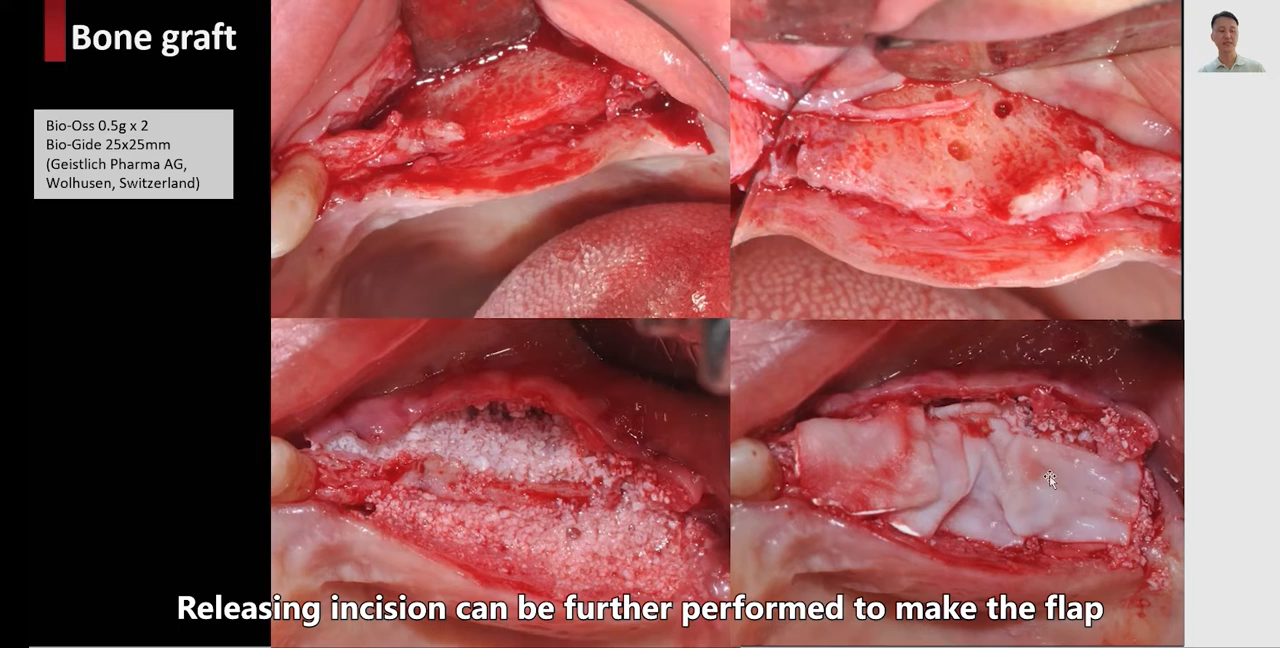 Bone graft
Bio-Oss 0.5g x 2
Bio-Gide 25x25mm
(Geistlich Pharma AG,
Wolhusen, Switzerland)
Releasing incision can be further performed to make the flap